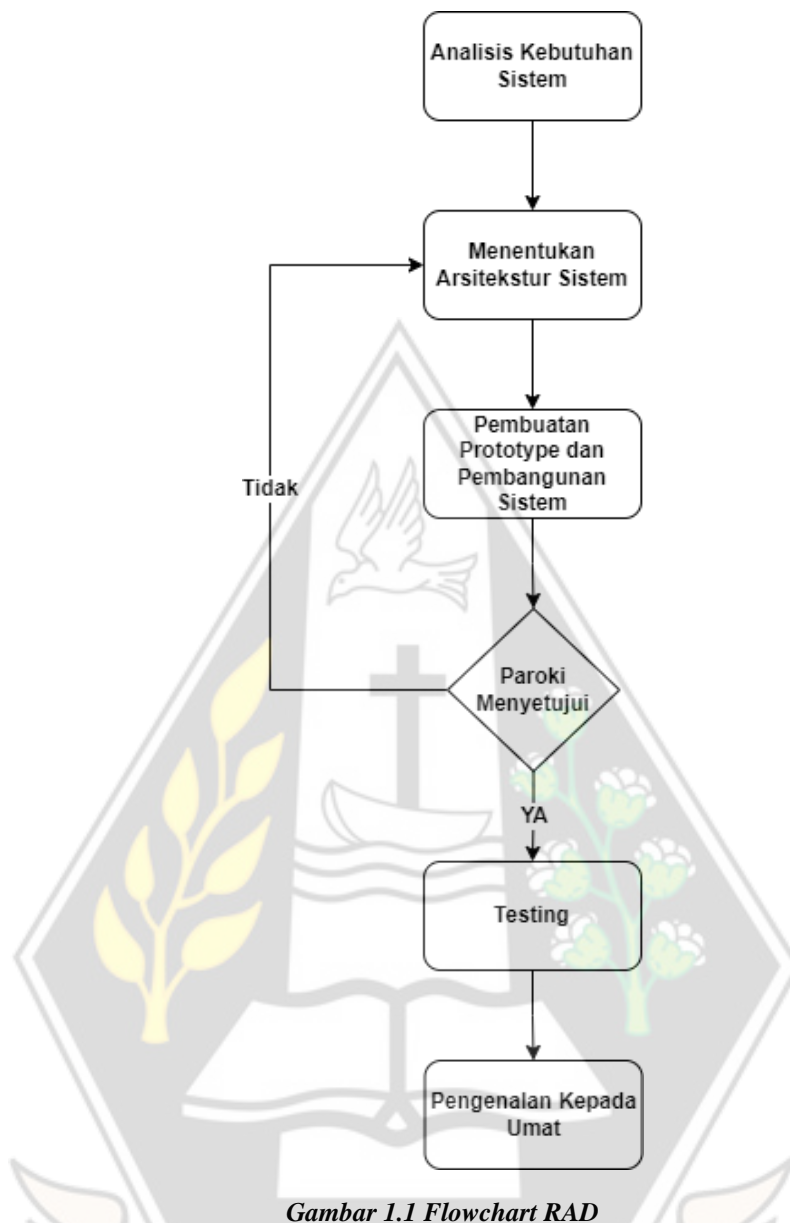 Analisis Kebutuhan
Sistem
Menentukan
Arsitekstur Sistem
Pembuatan
Prototype dan
Pembangunan
Sistem
Tidak
Paroki
Menyetujui
YA
Testing
Pengenalan Kepada
Umat
Gambar 1.1 Flowchart RAD